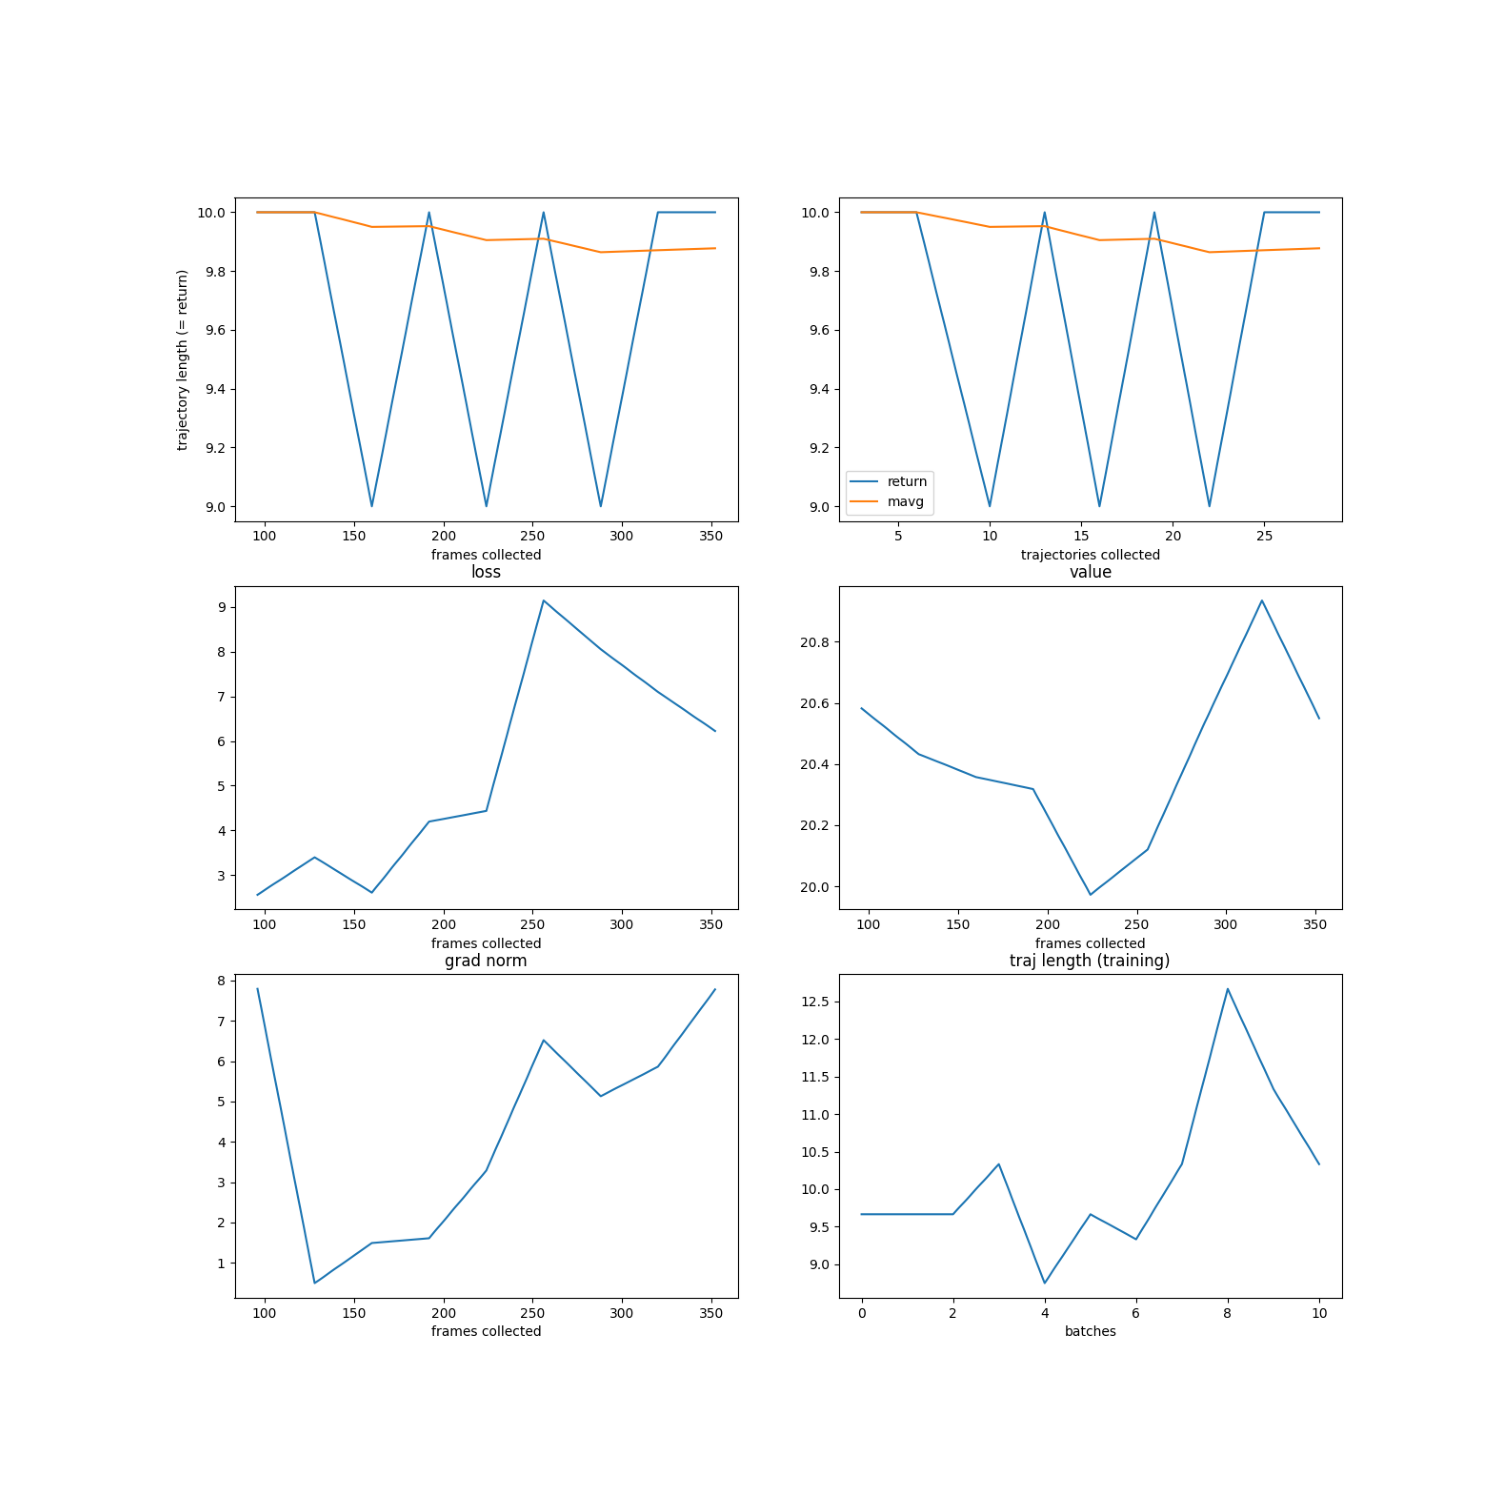 trajectory length (= return)
10.0
9.8
9.6
9.4
9.2
9.0
100 150 200 250 300 350
frames collected
10.0
9.8
9.6
9.4
9.2
9.0
return
mavg
5 10 15 20 25
trajectories collected
loss
9
8
7
6
5
4
3
100 150 200 250 300 350
frames collected
value
20.8
20.6
20.4
20.2
20.0
100 150 200 250 300 350
frames collected
grad norm
8
7
6
5
4
3
2
1
100 150 200 250 300 350
frames collected
traj length (training)
12.5
12.0
11.5
11.0
10.5
10.0
9.5
9.0
0 2 4 6 8 10
batches